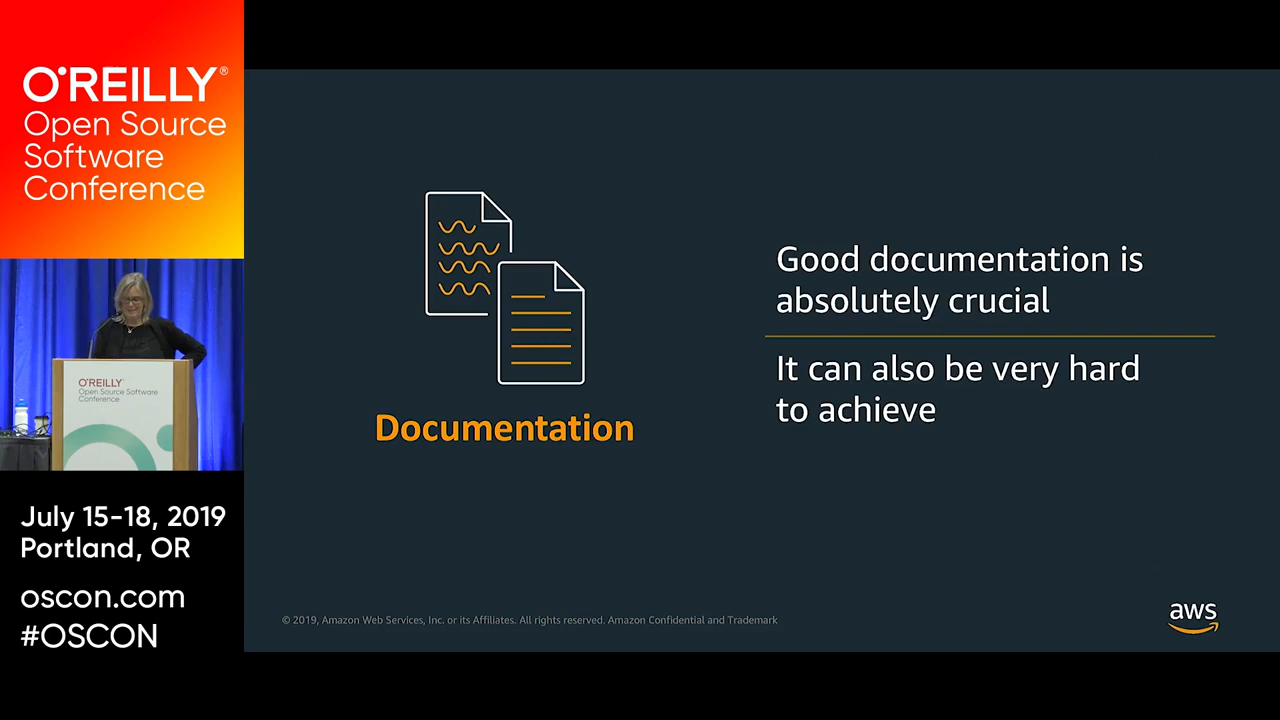 O'REILLY®
Open Source
Software
Conference
O'REILLY
Open Source Software
Conference
July 15-18, 2019
Portland, OR
oscon.com
#OSCON
Documentation
Good documentation is
absolutely crucial
It can also be very hard
to achieve
© 2019, Amazon Web Services, Inc. or its Affiliates. All rights reserved. Amazon Confidential and Trademark
aws